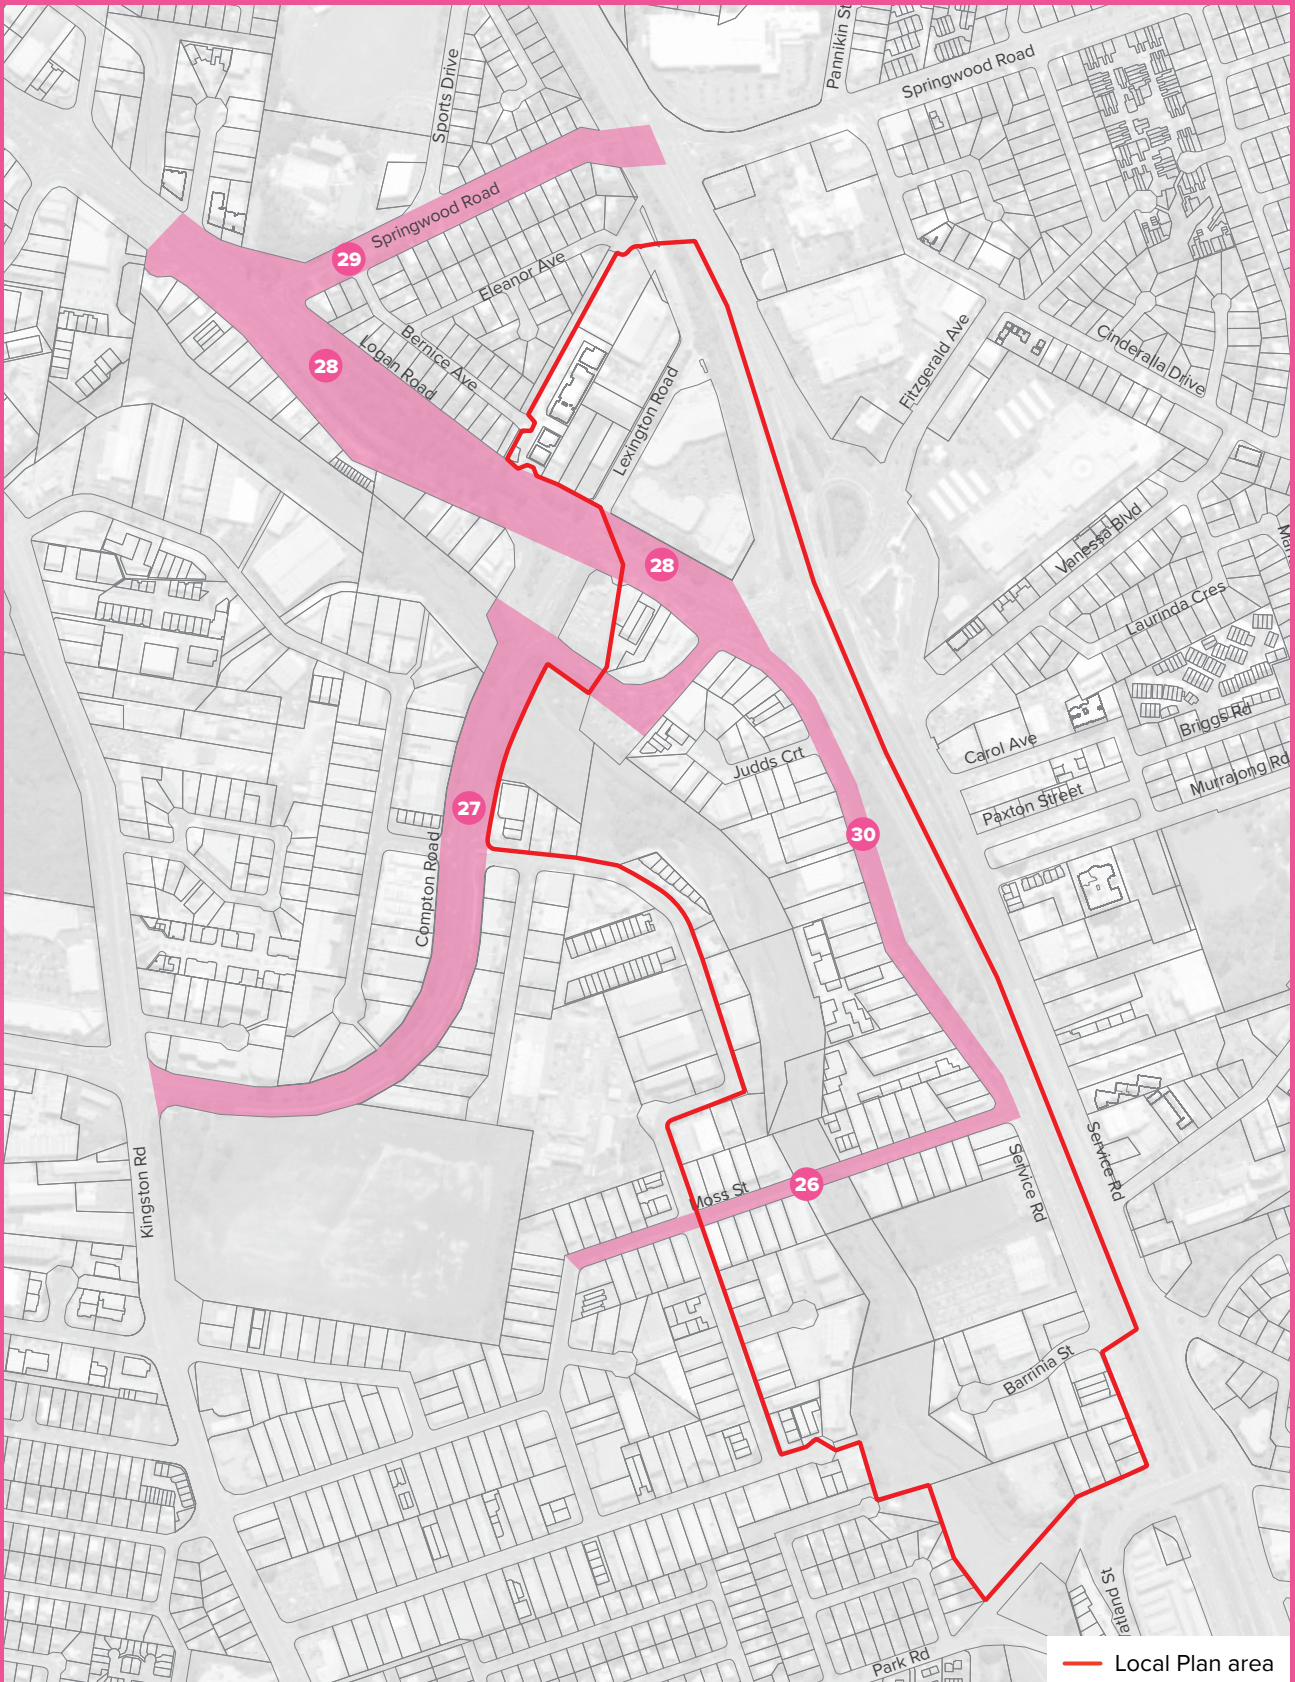 Pannikin St
Springwood Road
Sports Drive
Springwood Road
29
Eleanor Ave
Bernice Ave
Logan Road
28
Lexington Road
Fitzgerald Ave
Cinderalla Drive
Vanessa Blvd
28
Laurinda Cres
Briggs Rd
Carol Ave
Murrajong Rd
Paxton Street
Judds Crt
27
30
Compton Road
Kingston Rd
Service Rd
Service Rd
Moss St
26
Barrinia St
atland St
Park Rd
Local Plan area